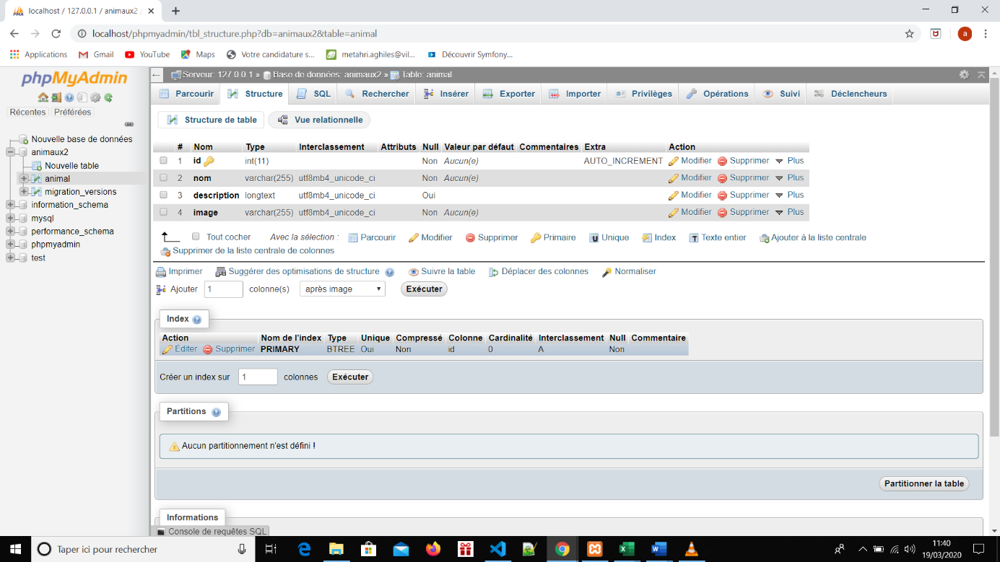 localhost / 127.0.0.1 / animaux2 /
localhost/phpmyadmin/tbl_structure.php?db=animaux2&table=animal
a
Applications Gmail YouTube Maps Votre candidature s... metahri.aghiles@vil... Découvrir Symfony...
phpMyAdmin
Récentes Préférées
Nouvelle base de données
animaux2
Nouvelle table
animal
migration_versions
information_schema
mysql
performance_schema
phpmyadmin
test
Serveur: 127.0.0.1 » Base de données: animaux2 » Table: animal
Parcourir Structure SQL Rechercher Insérer Exporter Importer Privilèges Opérations Suivi Déclencheurs
Structure de table Vue relationnelle
# Nom Type Interclassement Attributs Null Valeur par défaut Commentaires Extra Action
1 id int(11) Non Aucun(e) AUTO_INCREMENT Modifier Supprimer Plus
2 nom varchar(255) utf8mb4_unicode_ci Non Aucun(e) Modifier Supprimer Plus
3 description longtext utf8mb4_unicode_ci Oui Modifier Supprimer Plus
4 image varchar(255) utf8mb4_unicode_ci Non Aucun(e) Modifier Supprimer Plus
Tout cocher Avec la sélection : Parcourir Modifier Supprimer Primaire Unique Index Texte entier Ajouter à la liste centrale
Supprimer de la liste centrale de colonnes
Imprimer Suggérer des optimisations de structure Suivre la table Déplacer des colonnes Normaliser
Ajouter 1 colonne(s) après image Exécuter
Index
Action Nom de l'index Type Unique Compressé Colonne Cardinalité Interclassement Null Commentaire
Éditer Supprimer PRIMARY BTREE Oui Non id 0 A Non
Créer un index sur 1 colonnes Exécuter
Partitions
Aucun partitionnement n'est défini !
Partitionner la table
Informations
Console de requêtes SQL
Taper ici pour rechercher
11:40
19/03/2020